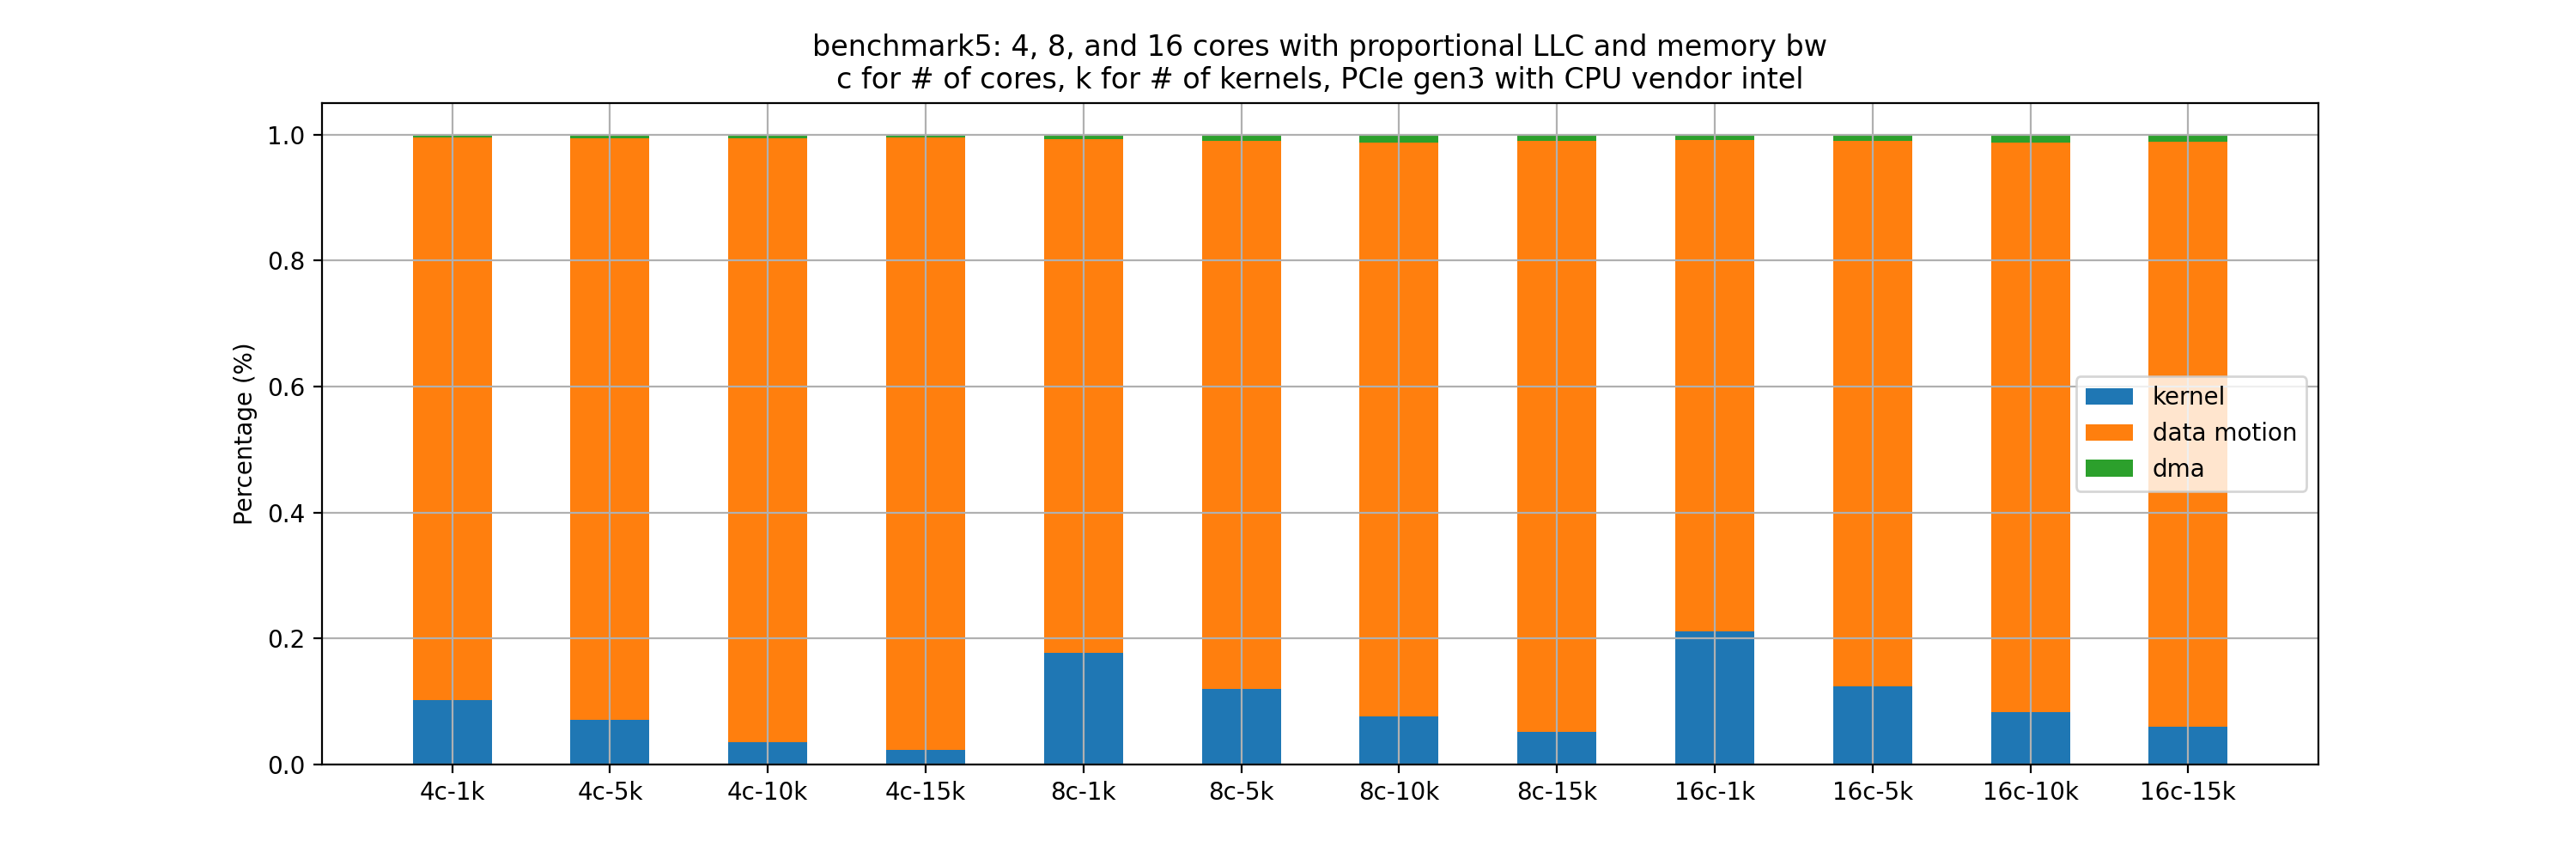 benchmark5: 4, 8, and 16 cores with proportional LLC and memory bw
c for # of cores, k for # of kernels, PCIe gen3 with CPU vendor intel
Percentage (%)
1.0
0.8
0.6
0.4
0.2
0.0
kernel
data motion
dma
4c-1k 4c-5k 4c-10k 4c-15k 8c-1k 8c-5k 8c-10k 8c-15k 16c-1k 16c-5k 16c-10k 16c-15k